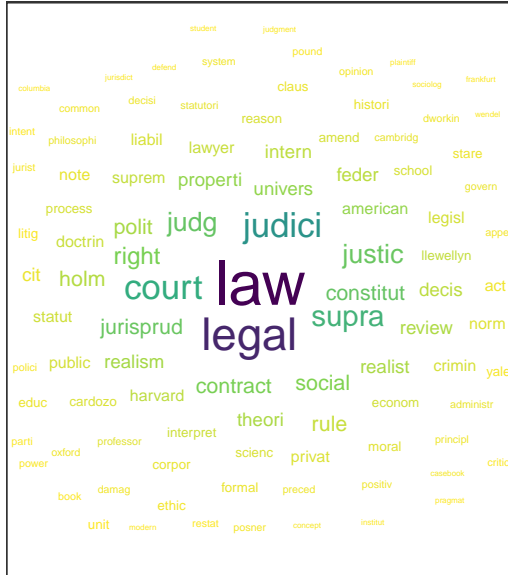 student judgment
pound
system opinion plaintiff
jurisdict defend sociolog frankfurt
columbia claus
common decisi statutori histori
dworkin wendel
reason
intent philosophi liabil lawyer intern amend cambridg stare
jurist note suprem properti univers feder school
govern
process american legisl
litig doctrin polit judg judici appe
right justic llewellyn
cit holm court law constitut decis act
statut jurisprud legal supra review norm
polici public realism realist crimin yale
educ cardozo harvard contract social econom administr
theori rule
parti professor interpret moral principl
oxford scienc privat
power corpor critic
casebook
book damag formal preced positiv
ethic posgrozt
unit modern restat posner concept institut